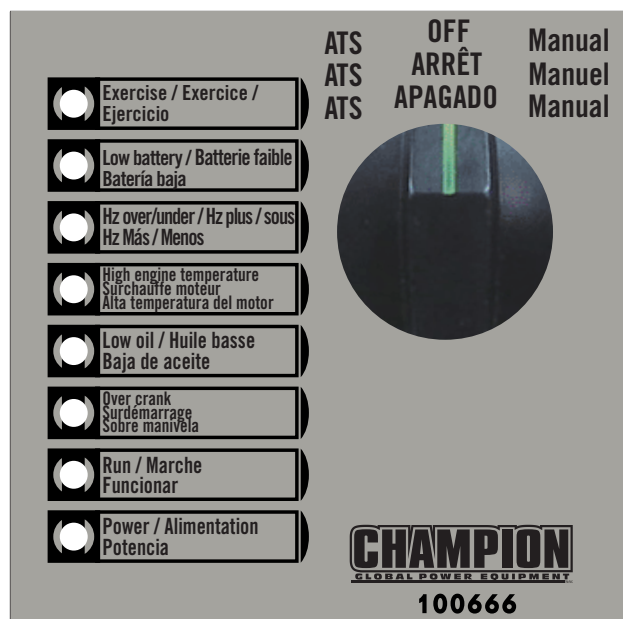 ATS
ATS
ATS
OFF
ARRÊT
APAGADO
Manual
Manuel
Manual
Exercise / Exercice /
Ejercicio
Low battery / Batterie faible
Batería baja
Hz over/under / Hz plus / sous
Hz Más / Menos
High engine temperature
Surchauffe moteur
Alta temperatura del motor
Low oil / Huile basse
Baja de aceite
Over crank
Surdémarrage
Sobre manivela
Run / Marche
Funcionar
Power / Alimentation
Potencia
CHAMPION
GLOBAL POWER EQUIPMENT
100666